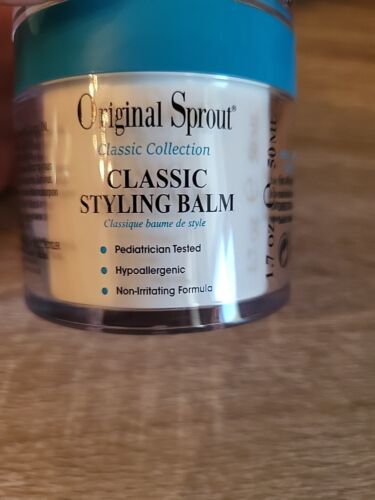 Original Sprout®
Classic Collection
CLASSIC
STYLING BALM
Classique baume de style
• Pediatrician Tested
• Hypoallergenic
• Non-Irritating Formula
1.7 oz. 50 ML